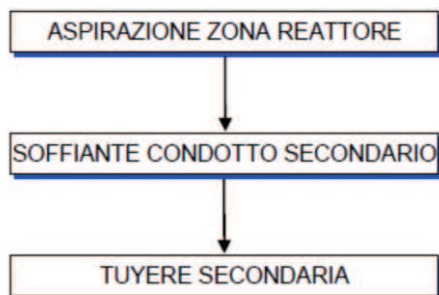 ASPIRAZIONE ZONA REATTORE
SOFFIANTE CONDOTTO SECONDARIO
TUYERE SECONDARIA